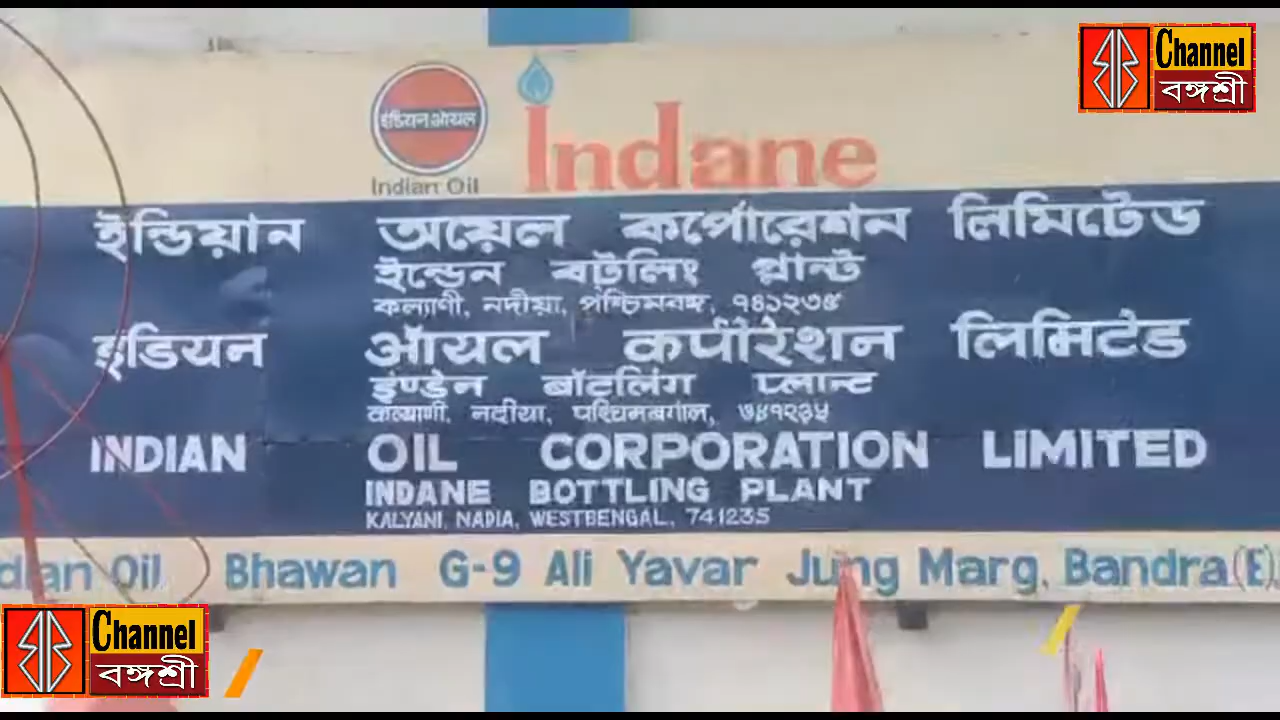 Channel
বঙ্গশ্রী
इंडियनऑयल
Indian Oil
Indane
ইন্ডিয়ান অয়েল কর্পোরেশন লিমিটেড
ইন্ডেন বটলিং প্লান্ট
কল্যাণী, নদীয়া, পশ্চিমবঙ্গ, ৭৪১২৩৫
इंडियन ऑयल कर्पोरेशन लिमिटेड
इण्डेन बॉटलिंग प्लान्ट
कल्याणी, नदीया, पश्चिमबंगाल, ७४१२३५
INDIAN OIL CORPORATION LIMITED
INDANE BOTTLING PLANT
KALYANI, NADIA, WESTBENGAL, 741235
dian Oil Bhawan G-9 Ali Yavar Jung Marg, Bandra (E)
Channel
বঙ্গশ্রী